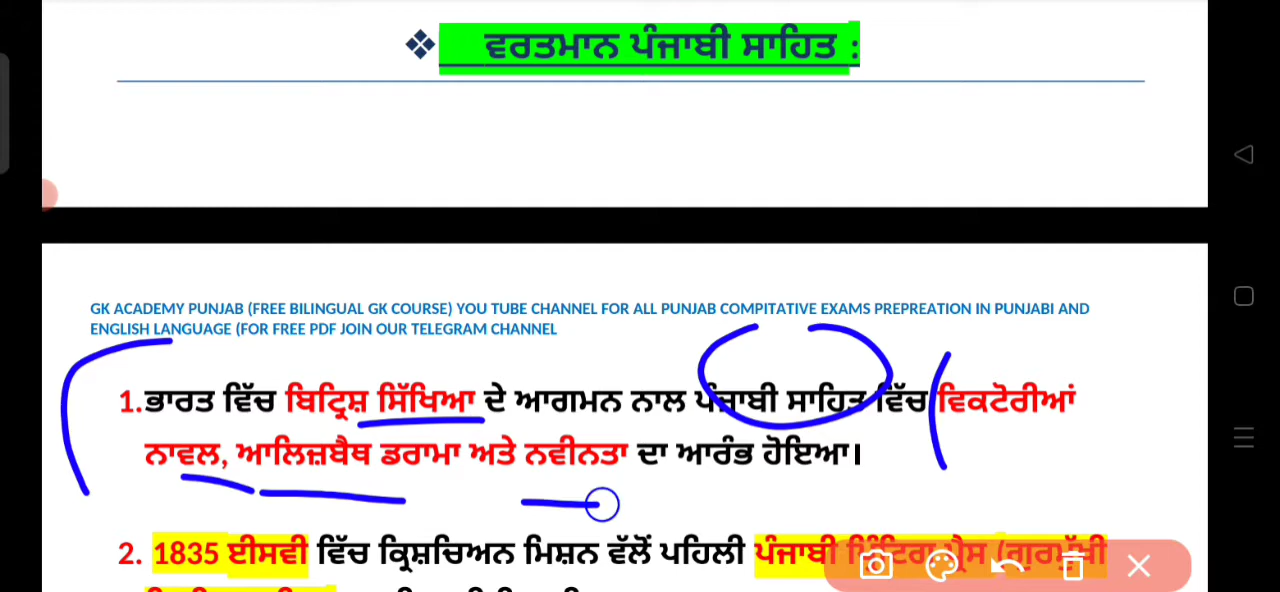 ❖ ਵਰਤਮਾਨ ਪੰਜਾਬੀ ਸਾਹਿਤ :
GK ACADEMY PUNJAB (FREE BILINGUAL GK COURSE) YOU TUBE CHANNEL FOR ALL PUNJAB COMPITATIVE EXAMS PREPREATION IN PUNJABI AND
ENGLISH LANGUAGE (FOR FREE PDF JOIN OUR TELEGRAM CHANNEL
1.ਭਾਰਤ ਵਿੱਚ ਬਿਟ੍ਰਿਸ਼ ਸਿੱਖਿਆ ਦੇ ਆਗਮਨ ਨਾਲ ਪੰਜਾਬੀ ਸਾਹਿਤ ਵਿੱਚ ਵਿਕਟੋਰੀਆਂ
ਨਾਵਲ, ਆਲਿਜ਼ਬੈਥ ਡਰਾਮਾ ਅਤੇ ਨਵੀਨਤਾ ਦਾ ਆਰੰਭ ਹੋਇਆ।
2. 1835 ਈਸਵੀ ਵਿੱਚ ਕ੍ਰਿਸ਼ਚਿਅਨ ਮਿਸ਼ਨ ਵੱਲੋਂ ਪਹਿਲੀ ਪੰਜਾਬੀ ਪ੍ਰਿੰਟਿੰਗ ਪ੍ਰੈਸ (ਗੁਰਮੁੱਖੀ